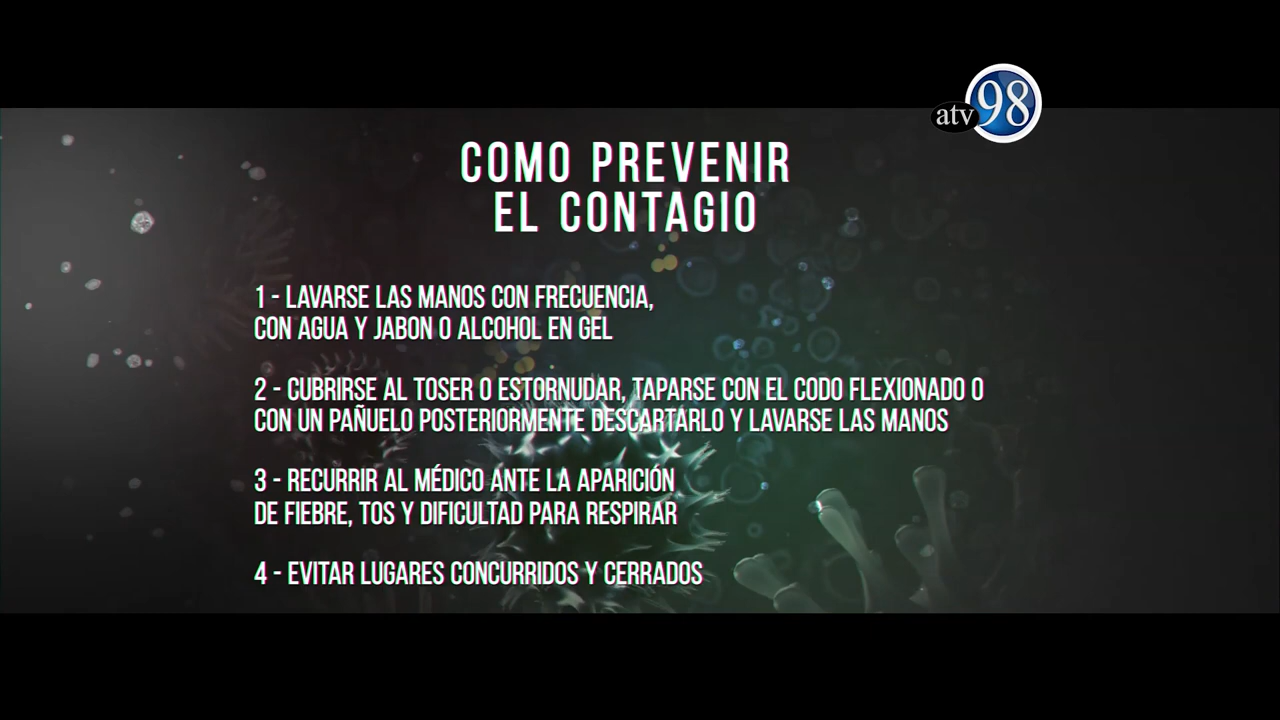 atv 98
COMO PREVENIR
EL CONTAGIO
1 - LAVARSE LAS MANOS CON FRECUENCIA,
CON AGUA Y JABON O ALCOHOL EN GEL
2 - CUBRIRSE AL TOSER O ESTORNUDAR, TAPARSE CON EL CODO FLEXIONADO O
CON UN PAÑUELO POSTERIORMENTE DESCARTARLO Y LAVARSE LAS MANOS
3 - RECURRIR AL MÉDICO ANTE LA APARICIÓN
DE FIEBRE, TOS Y DIFICULTAD PARA RESPIRAR
4 - EVITAR LUGARES CONCURRIDOS Y CERRADOS